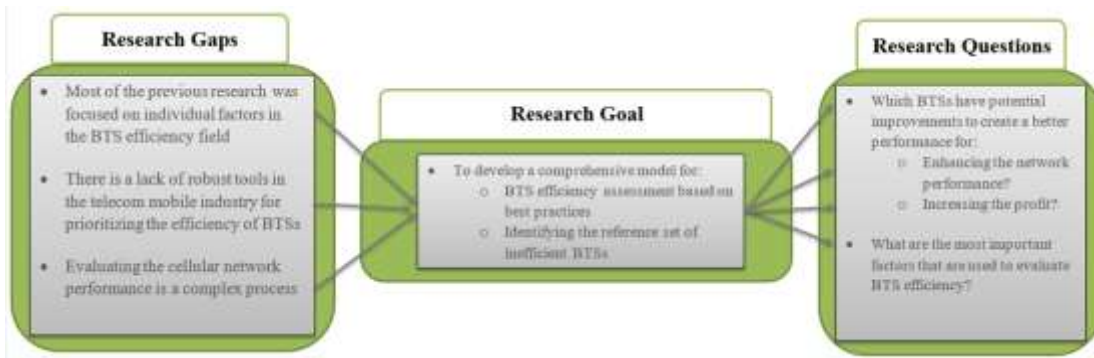 Research Gaps
• Most of the previous research was
focused on individual factors in
the BTS efficiency field
• There is a lack of robust tools in
the telecom mobile industry for
prioritizing the efficiency of BTSs
• Evaluating the cellular network
performance is a complex process
Research Goal
• To develop a comprehensive model for:
o BTS efficiency assessment based on
best practices
o Identifying the reference set of
inefficient BTSs
Research Questions
• Which BTSs have potential
improvements to create a better
performance for:
o Enhancing the network
performance?
o Increasing the profit?
• What are the most important
factors that are used to evaluate
BTS efficiency?